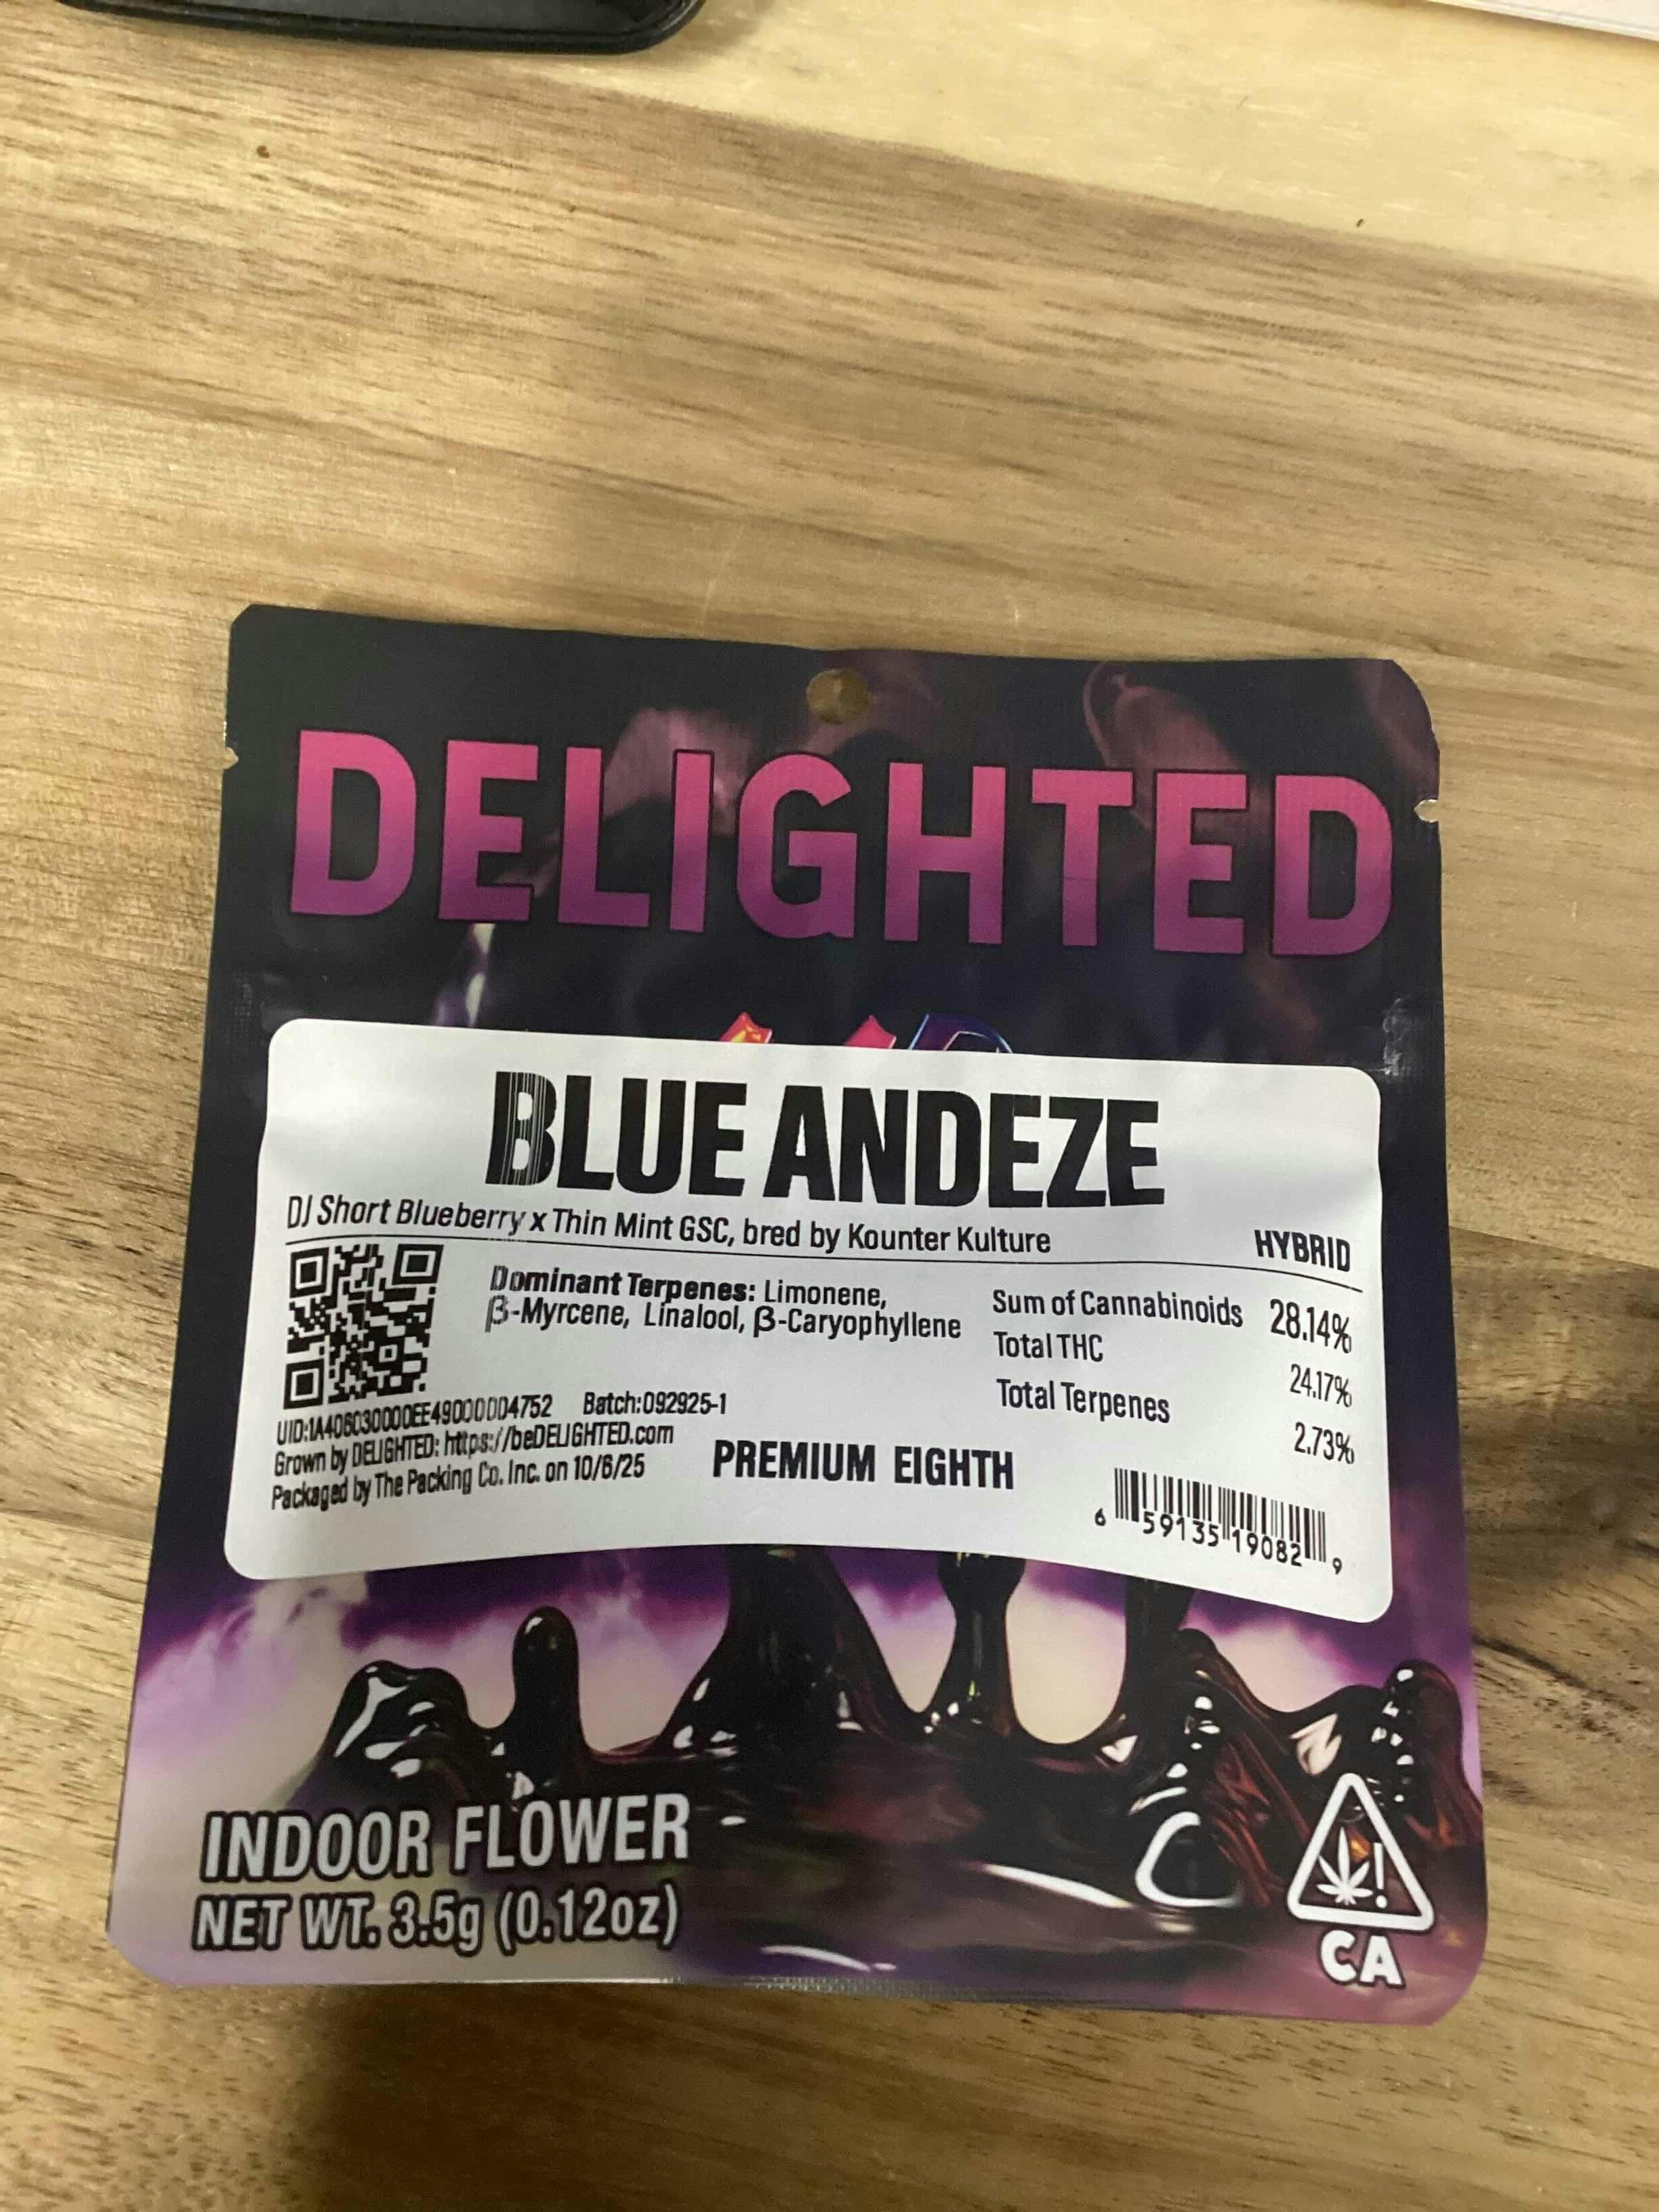 DELIGHTED
BLUE ANDEZE
DJ Short Blueberry x Thin Mint GSC, bred by Kounter Kulture
HYBRID
Dominant Terpenes: Limonene,
β-Myrcene, Linalool, β-Caryophyllene
Sum of Cannabinoids 28.14%
Total THC 24.17%
Total Terpenes 2.73%
UID:1A406030000EE49000004752 Batch:092925-1
Grown by DELIGHTED: https://beDELIGHTED.com
Packaged by The Packing Co. Inc. on 10/6/25
PREMIUM EIGHTH
6 59135 19082 9
INDOOR FLOWER
NET WT. 3.5g (0.12oz)
CA